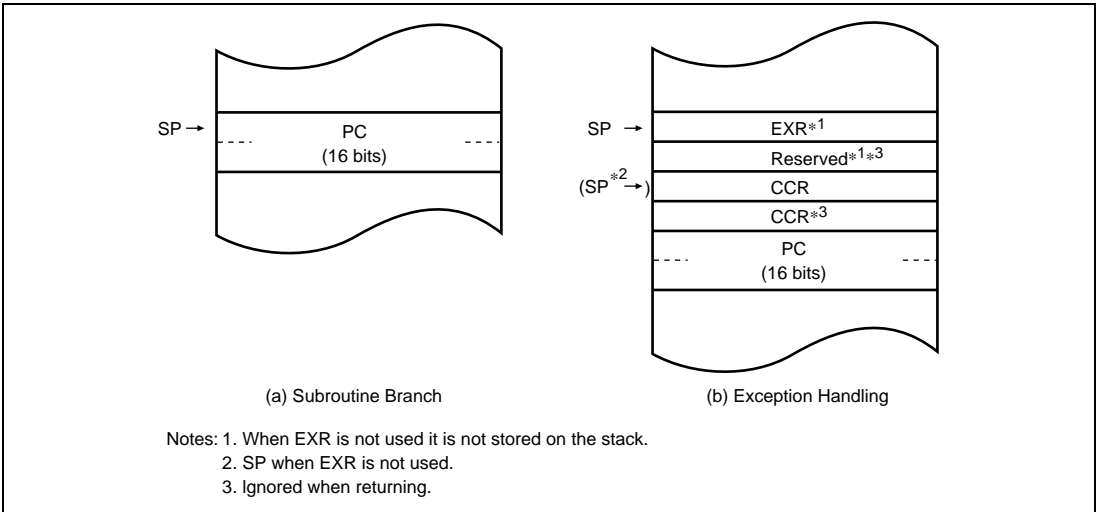 SP → PC
(16 bits)
(a) Subroutine Branch
SP → EXR*1
Reserved*1*3
(SP*2→) CCR
CCR*3
PC
(16 bits)
(b) Exception Handling
Notes: 1. When EXR is not used it is not stored on the stack.
2. SP when EXR is not used.
3. Ignored when returning.